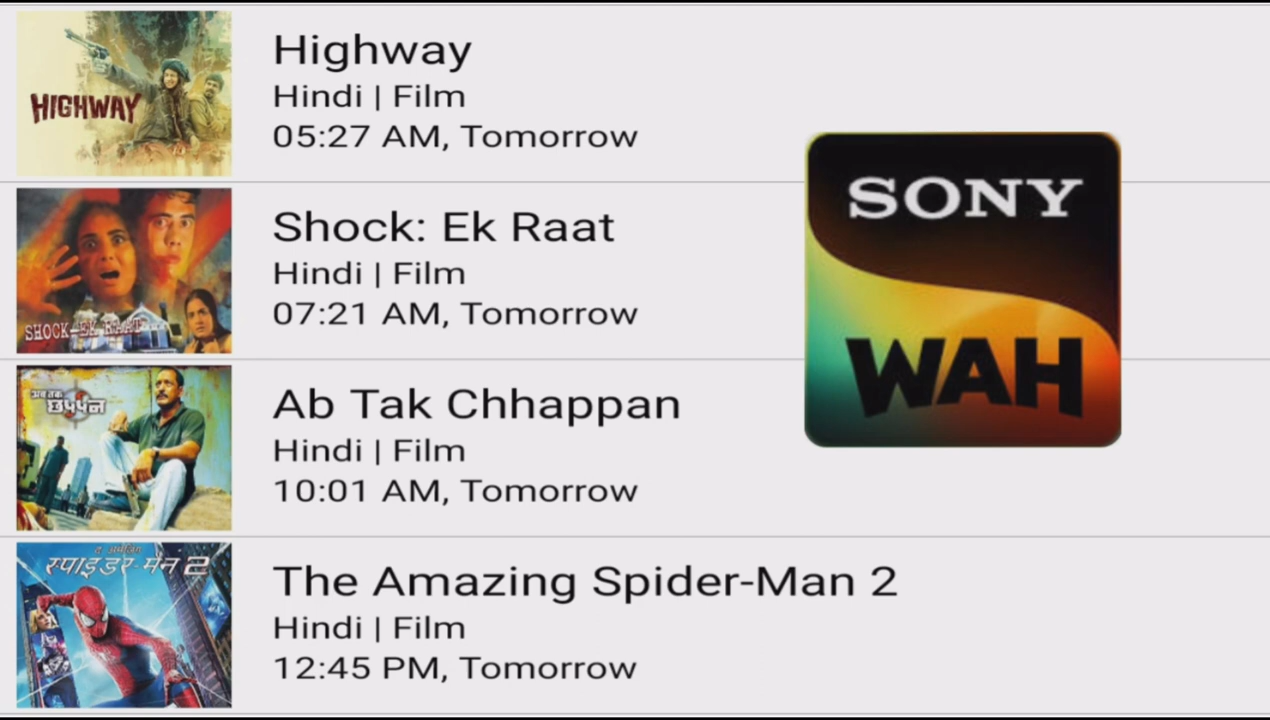 HIGHWAY
Highway
Hindi | Film
05:27 AM, Tomorrow
SHOCK-EK RAAT
Shock: Ek Raat
Hindi | Film
07:21 AM, Tomorrow
SONY
WAH
अब तक
छप्पन
Ab Tak Chhappan
Hindi | Film
10:01 AM, Tomorrow
द अमेजिंग
स्पाइडर-मैन 2
The Amazing Spider-Man 2
Hindi | Film
12:45 PM, Tomorrow